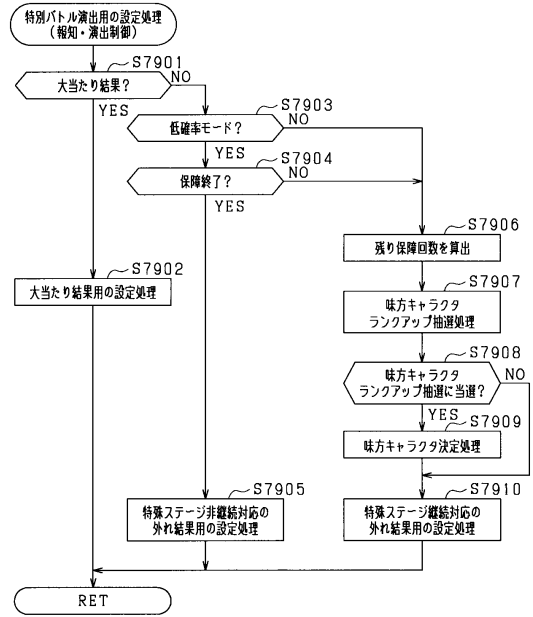 特別バトル演出用の設定処理
(報知・演出制御)
S7901
大当たり結果?
NO
YES
S7903
低確率モード?
NO
YES
S7904
保障終了?
NO
YES
S7906
残り保障回数を算出
S7902
大当たり結果用の設定処理
S7907
味方キャラクタ
ランクアップ抽選処理
S7908
味方キャラクタ
ランクアップ抽選に当選?
NO
YES
S7909
味方キャラクタ決定処理
S7905
特殊ステージ非継続対応の
外れ結果用の設定処理
S7910
特殊ステージ継続対応の
外れ結果用の設定処理
RET